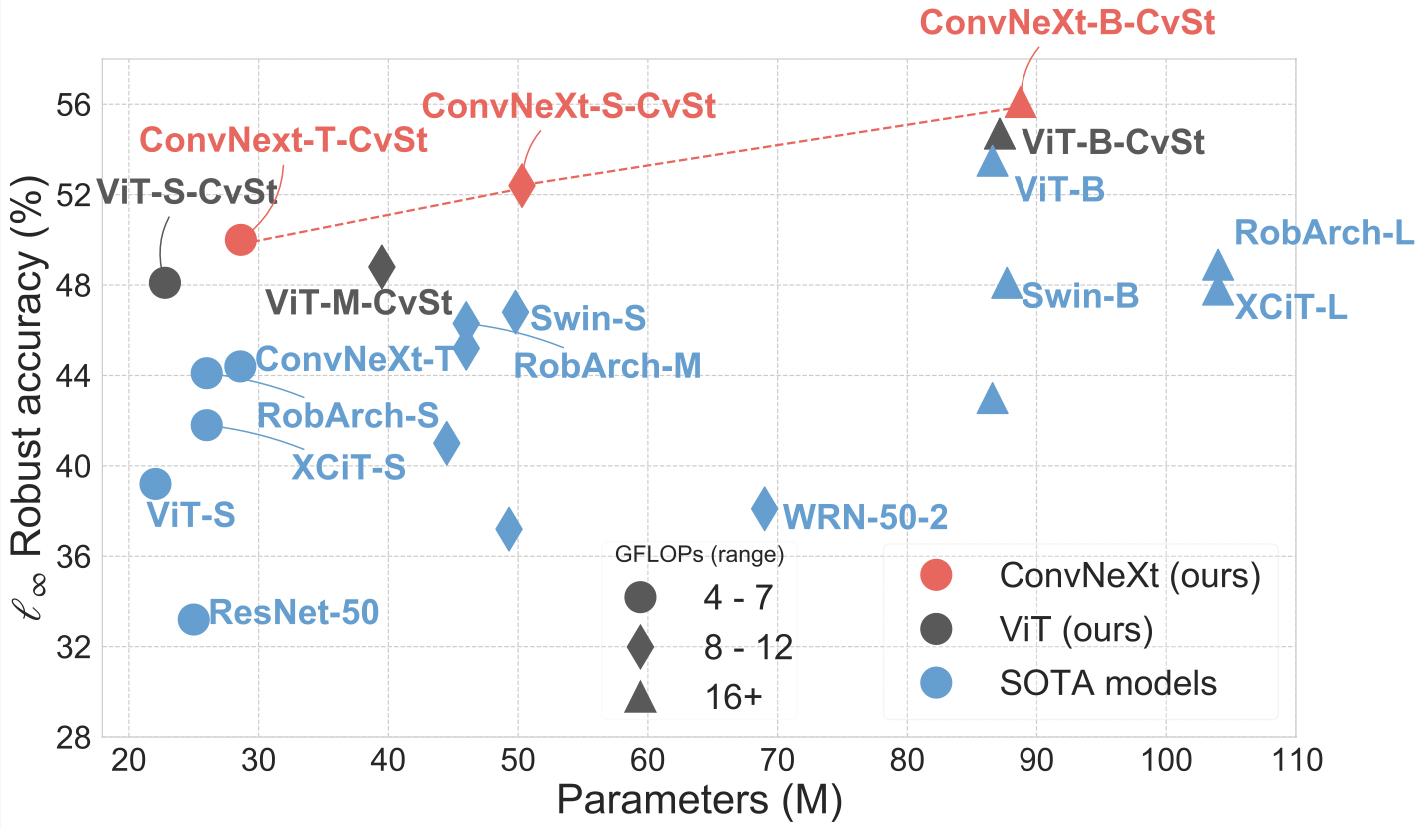 ConvNeXt-B-CvSt
ConvNeXt-S-CvSt
ConvNext-T-CvSt
ViT-B-CvSt
ViT-S-CvSt
ViT-B
RobArch-L
ViT-M-CvSt
Swin-B
XCiT-L
Swin-S
ConvNeXt-T
RobArch-M
RobArch-S
XCiT-S
ViT-S
WRN-50-2
ResNet-50
GFLOPs (range)
4 - 7
8 - 12
16+
ConvNeXt (ours)
ViT (ours)
SOTA models
ℓ∞ Robust accuracy (%)
56
52
48
44
40
36
32
28
20 30 40 50 60 70 80 90 100 110
Parameters (M)